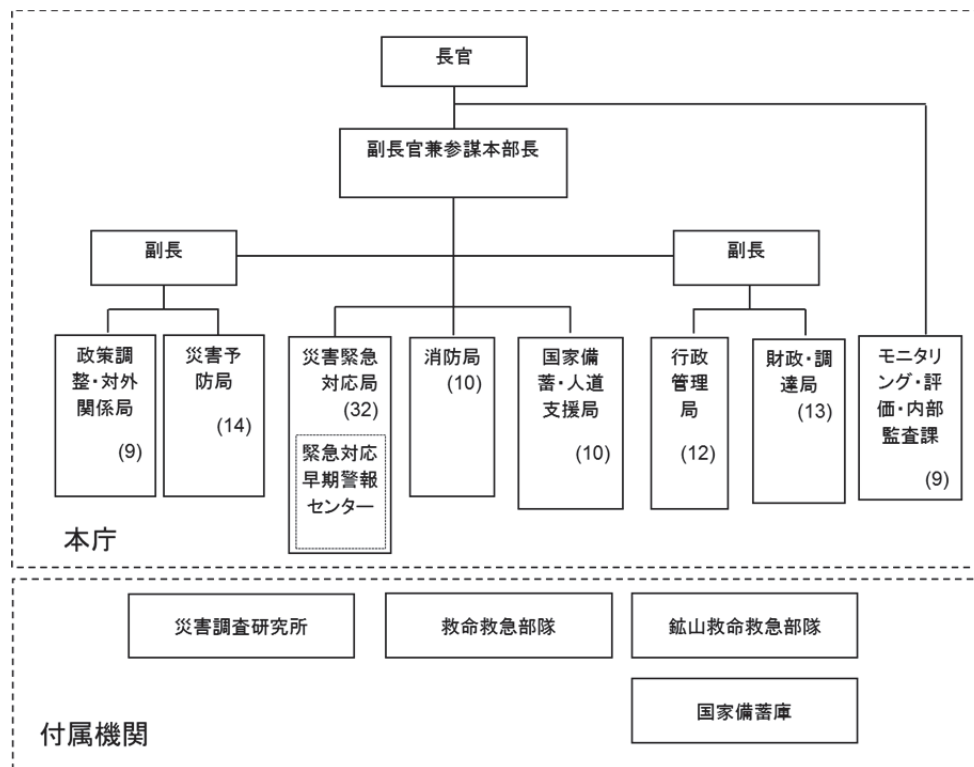 長官
副長官兼参謀本部長
副長
副長
政策調
整・対外
関係局
(9)
災害予
防局
(14)
災害緊急
対応局
(32)
緊急対応
早期警報
センター
消防局
(10)
国家備
蓄・人道
支援局
(10)
行政
管理
局
(12)
財政・調
達局
(13)
モニタリ
ング・評
価・内部
監査課
(9)
本庁
災害調査研究所
救命救急部隊
鉱山救命救急部隊
国家備蓄庫
付属機関